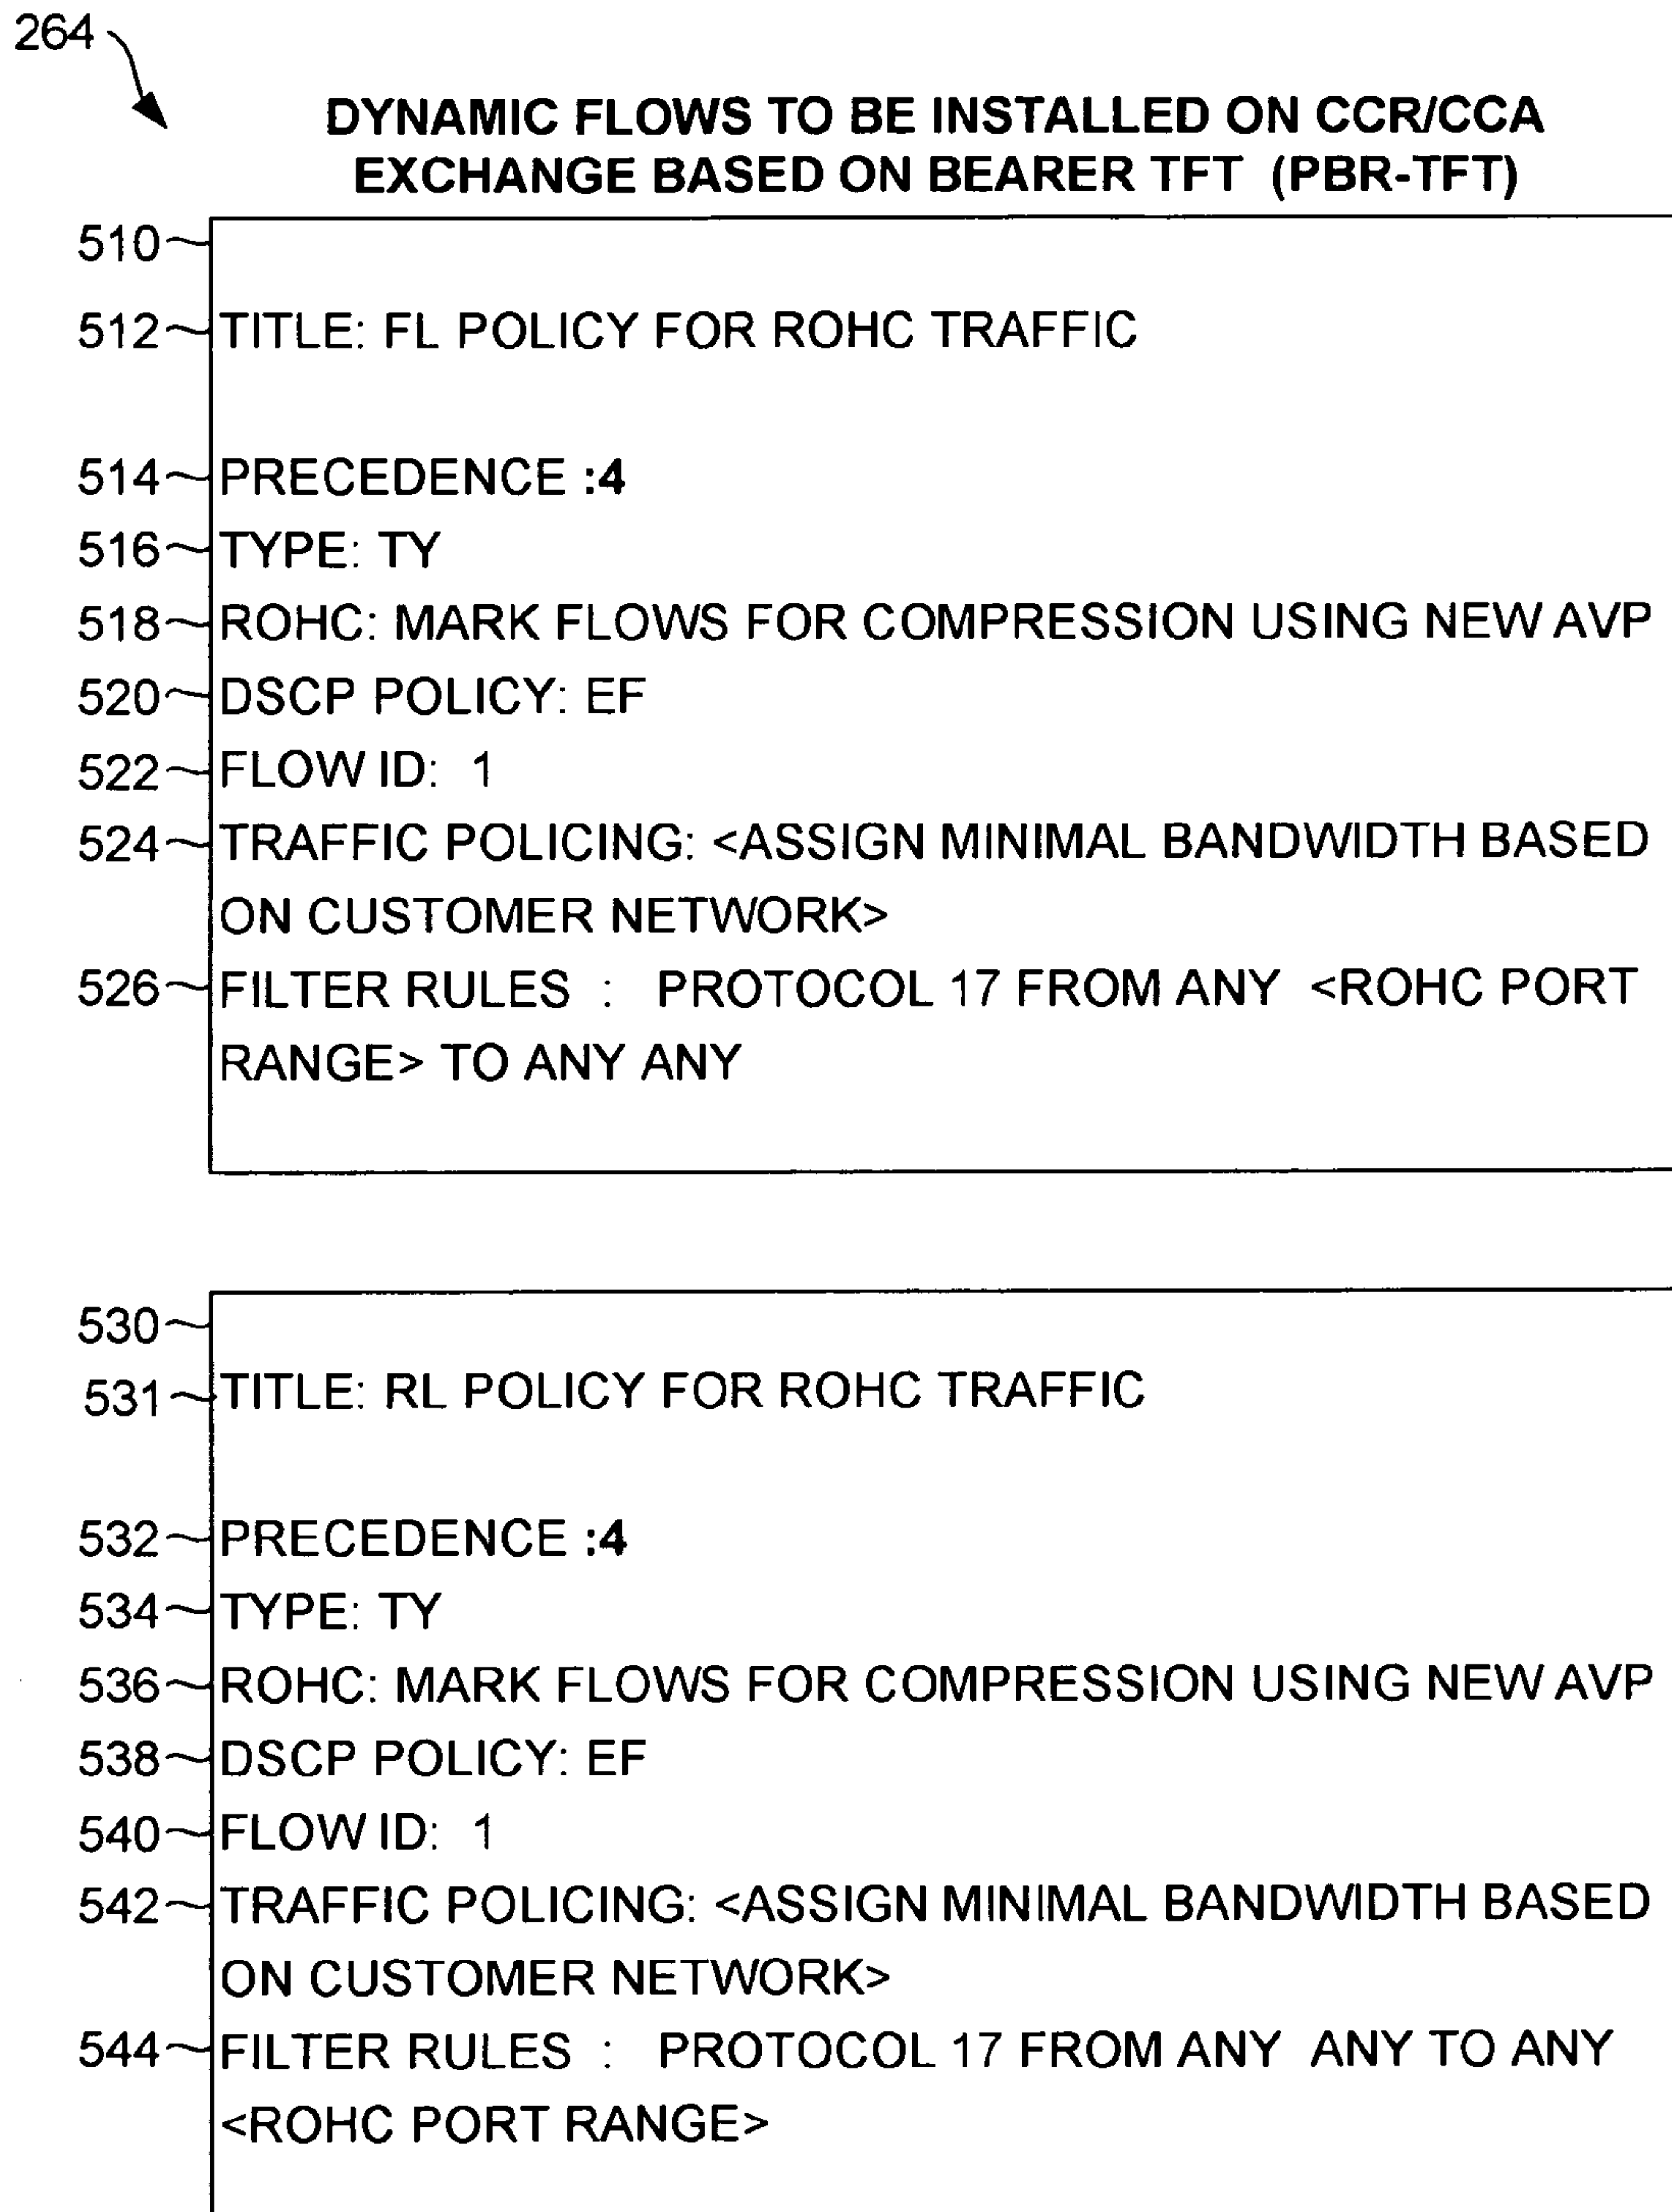 264
DYNAMIC FLOWS TO BE INSTALLED ON CCR/CCA
EXCHANGE BASED ON BEARER TFT (PBR-TFT)
510
512 TITLE: FL POLICY FOR ROHC TRAFFIC
514 PRECEDENCE :4
516 TYPE: TY
518 ROHC: MARK FLOWS FOR COMPRESSION USING NEW AVP
520 DSCP POLICY: EF
522 FLOW ID: 1
524 TRAFFIC POLICING: <ASSIGN MINIMAL BANDWIDTH BASED
ON CUSTOMER NETWORK>
526 FILTER RULES : PROTOCOL 17 FROM ANY <ROHC PORT
RANGE> TO ANY ANY
530
531 TITLE: RL POLICY FOR ROHC TRAFFIC
532 PRECEDENCE :4
534 TYPE: TY
536 ROHC: MARK FLOWS FOR COMPRESSION USING NEW AVP
538 DSCP POLICY: EF
540 FLOW ID: 1
542 TRAFFIC POLICING: <ASSIGN MINIMAL BANDWIDTH BASED
ON CUSTOMER NETWORK>
544 FILTER RULES : PROTOCOL 17 FROM ANY ANY TO ANY
<ROHC PORT RANGE>